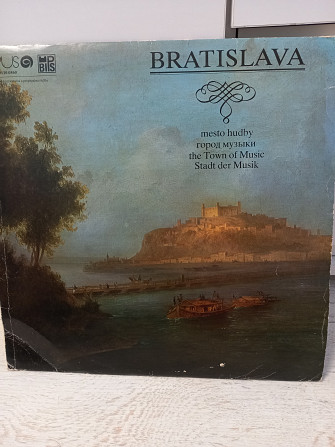 BRATISLAVA
mesto hudby
город музыки
the Town of Music
Stadt der Musik